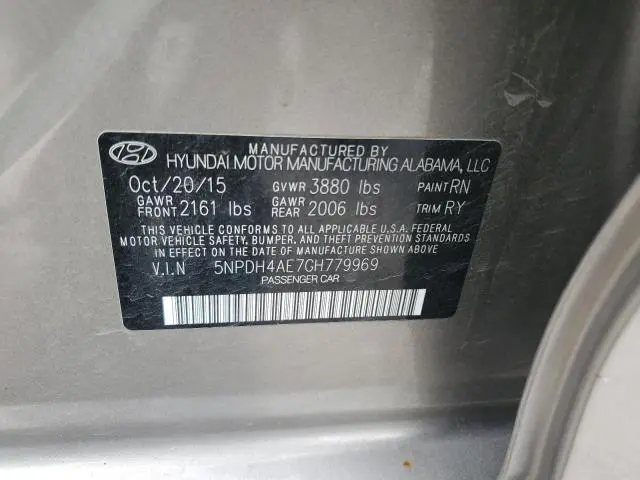 MANUFACTURED BY
HYUNDAI MOTOR MANUFACTURING ALABAMA, LLC
Oct/20/15 GVWR 3880 lbs PAINT RN
GAWR FRONT 2161 lbs GAWR REAR 2006 lbs TRIM RY
THIS VEHICLE CONFORMS TO ALL APPLICABLE U.S.A. FEDERAL
MOTOR VEHICLE SAFETY, BUMPER, AND THEFT PREVENTION
STANDARDS IN EFFECT ON THE DATE OF MANUFACTURE SHOWN ABOVE.
V.I.N 5NPDH4AE7GH779969
PASSENGER CAR